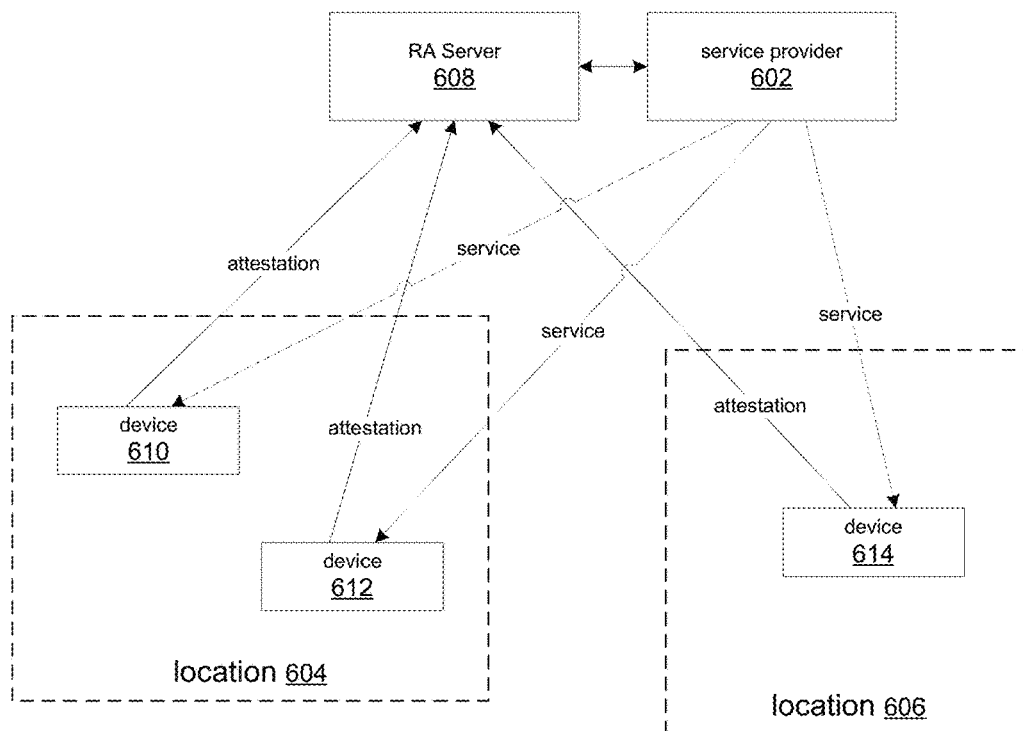 RA Server
608
service provider
602
attestation
service
service
service
device
610
attestation
attestation
device
612
device
614
location 604
location 606